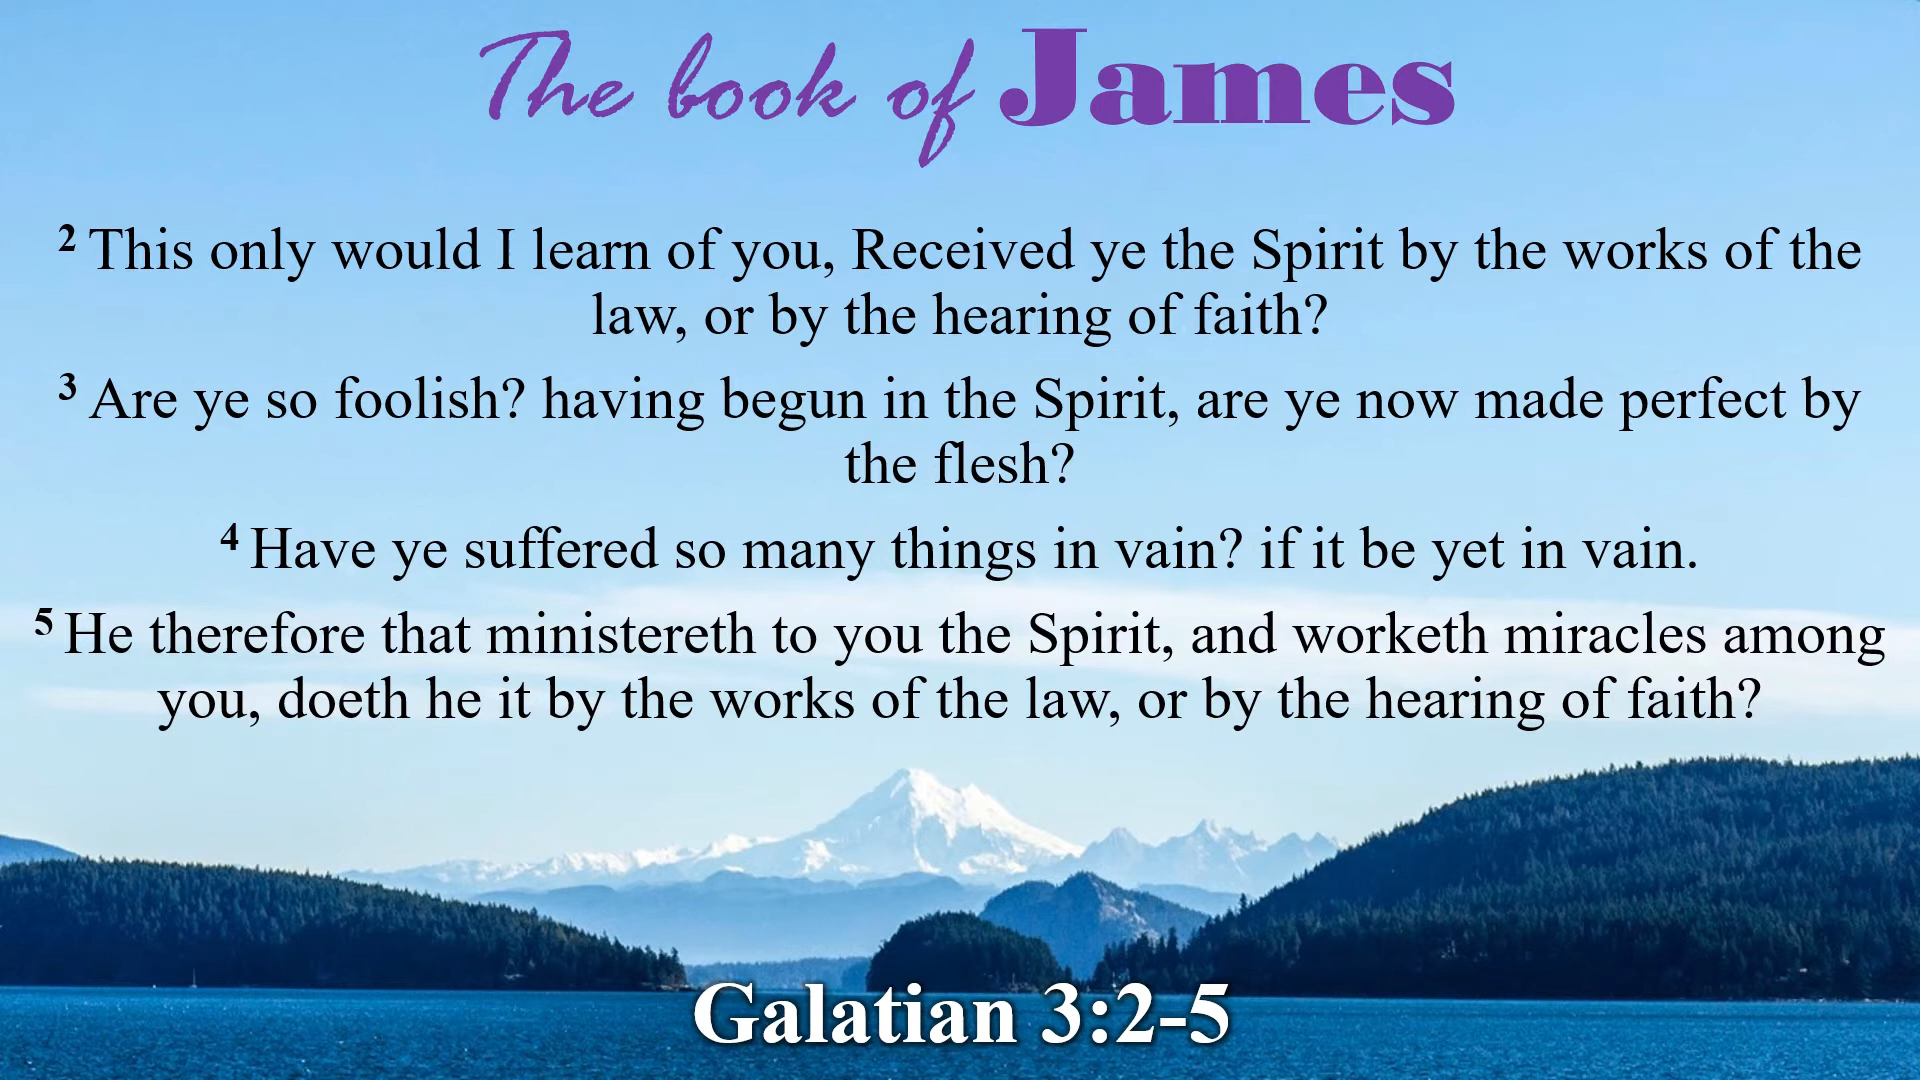 The book of James
2 This only would I learn of you, Received ye the Spirit by the works of the
law, or by the hearing of faith?
3 Are ye so foolish? having begun in the Spirit, are ye now made perfect by
the flesh?
4 Have ye suffered so many things in vain? if it be yet in vain.
5 He therefore that ministereth to you the Spirit, and worketh miracles among
you, doeth he it by the works of the law, or by the hearing of faith?
Galatian 3:2-5